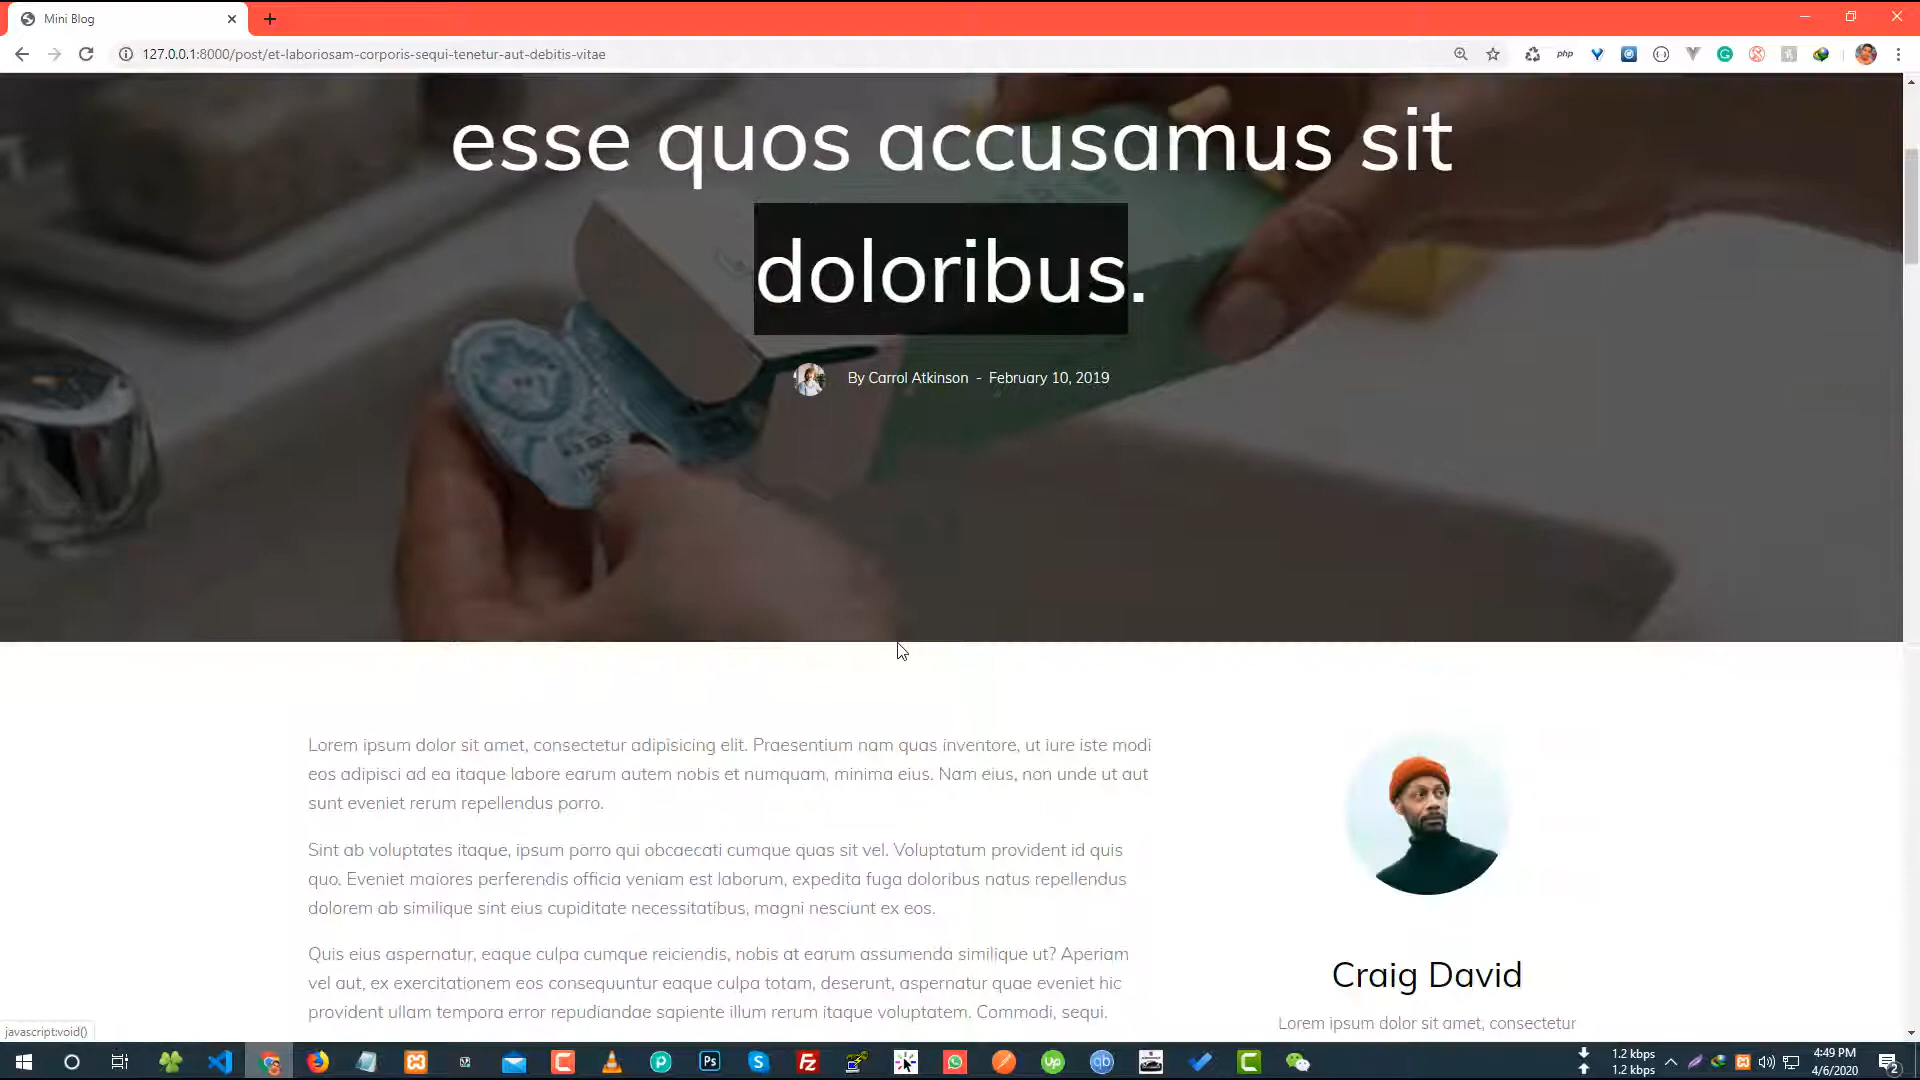 Mini Blog
127.0.0.1:8000/post/et-laboriosam-corporis-sequi-tenetur-aut-debitis-vitae
php
esse quos accusamus sit
doloribus.
By Carrol Atkinson - February 10, 2019
Lorem ipsum dolor sit amet, consectetur adipisicing elit. Praesentium nam quas inventore, ut iure iste modi
eos adipisci ad ea itaque labore earum autem nobis et numquam, minima eius. Nam eius, non unde ut aut
sunt eveniet rerum repellendus porro.
Sint ab voluptates itaque, ipsum porro qui obcaecati cumque quas sit vel. Voluptatum provident id quis
quo. Eveniet maiores perferendis officia veniam est laborum, expedita fuga doloribus natus repellendus
dolorem ab similique sint eius cupiditate necessitatibus, magni nesciunt ex eos.
Quis eius aspernatur, eaque culpa cumque reiciendis, nobis at earum assumenda similique ut? Aperiam
vel aut, ex exercitationem eos consequuntur eaque culpa totam, deserunt, aspernatur quae eveniet hic
provident ullam tempora error repudiandae sapiente illum rerum itaque voluptatem. Commodi, sequi.
Craig David
Lorem ipsum dolor sit amet, consectetur
javascript:void()
Ps
up
qb
1.2 kbps
1.2 kbps
4:49 PM
4/6/2020
2